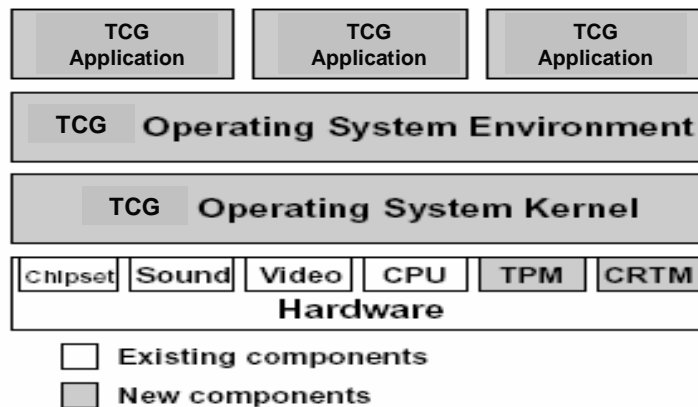 TCG
Application
TCG
Application
TCG
Application
TCG Operating System Environment
TCG Operating System Kernel
Chipset Sound Video CPU TPM CRTM
Hardware
Existing components
New components